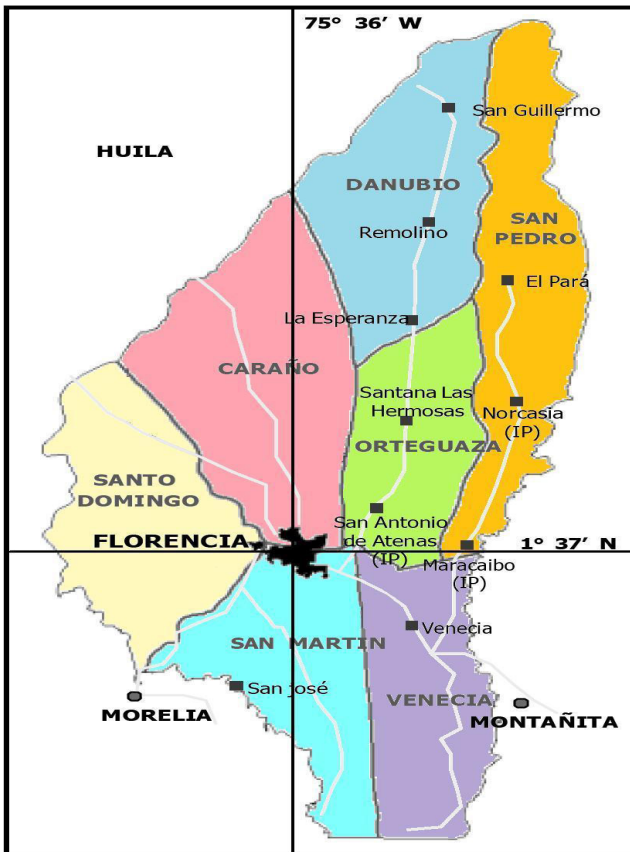 75° 36' W
San Guillermo
HUILA
DANUBIO
SAN
PEDRO
Remolino
El Pará
La Esperanza
CARAÑO
Santana Las
Hermosas
Norcasia
(IP)
ORTEGUAZA
SANTO
DOMINGO
San Antonio
de Atenas
(IP)
FLORENCIA
1° 37' N
Maracaibo
(IP)
Venecia
SAN MARTIN
San josé
VENECIA
MORELIA
MONTAÑITA